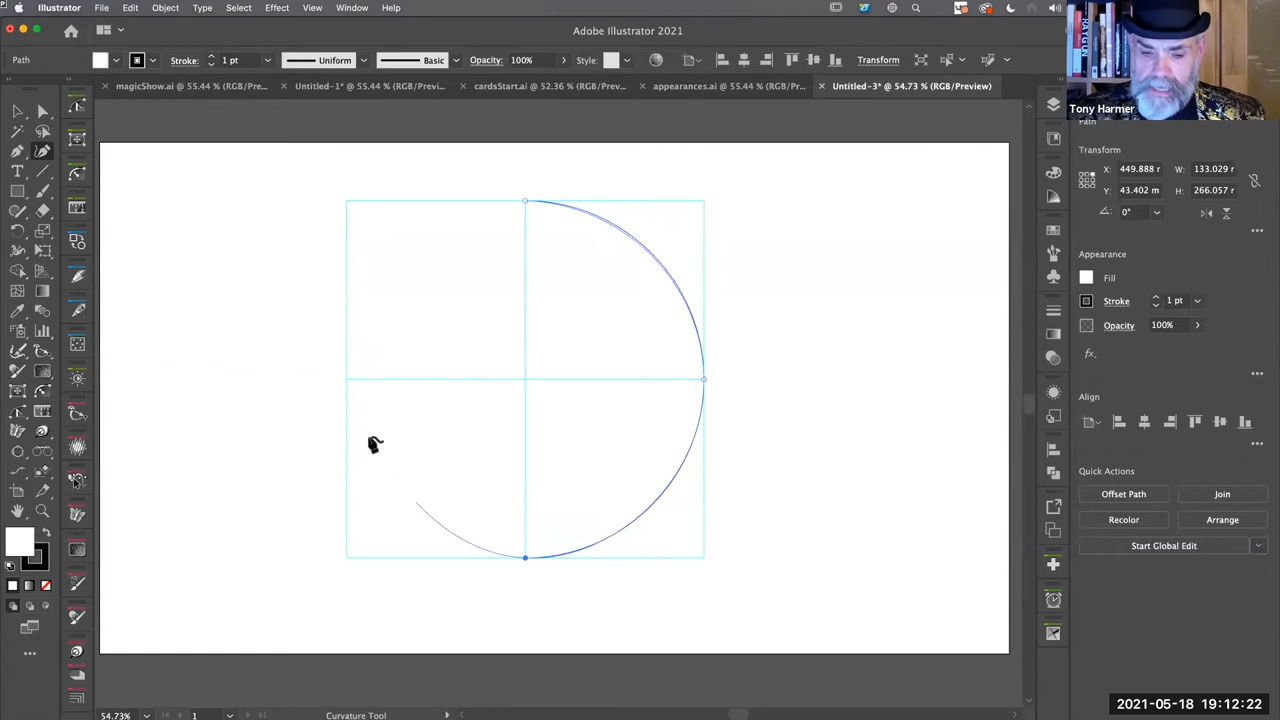 Illustrator File Edit Object Type Select Effect View Window Help
Adobe Illustrator 2021
Path Stroke: 1 pt Uniform Basic Opacity: 100% Style: Transform
magicShow.ai @ 55.44 % (RGB/Pre... Untitled-1* @ 55.44 % (RGB/Previ... cardsStart.ai @ 52.36 % (RGB/Prev... appearances.ai @ 55.44 % (RGB/P... Untitled-3* @ 54.73 % (RGB/Preview)
Tony Harmer
Path
Transform
X: 449.888 r W: 133.029 r
Y: 43.402 m H: 266.057 r
0°
Appearance
Fill
Stroke 1 pt
Opacity 100%
fx.
Align
Quick Actions
Offset Path Join
Recolor Arrange
Start Global Edit
2021-05-18 19:12:22
54.73% 1 Curvature Tool